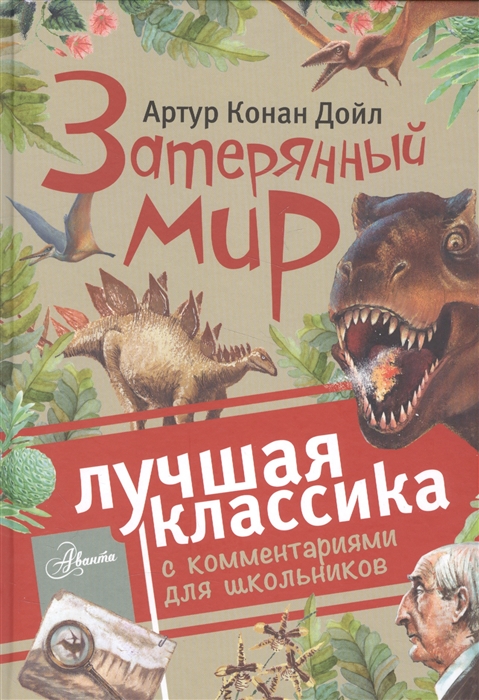 Артур Конан Дойл
Затерянный
мир
лучшая
классика
с комментариями
для школьников
Аванта